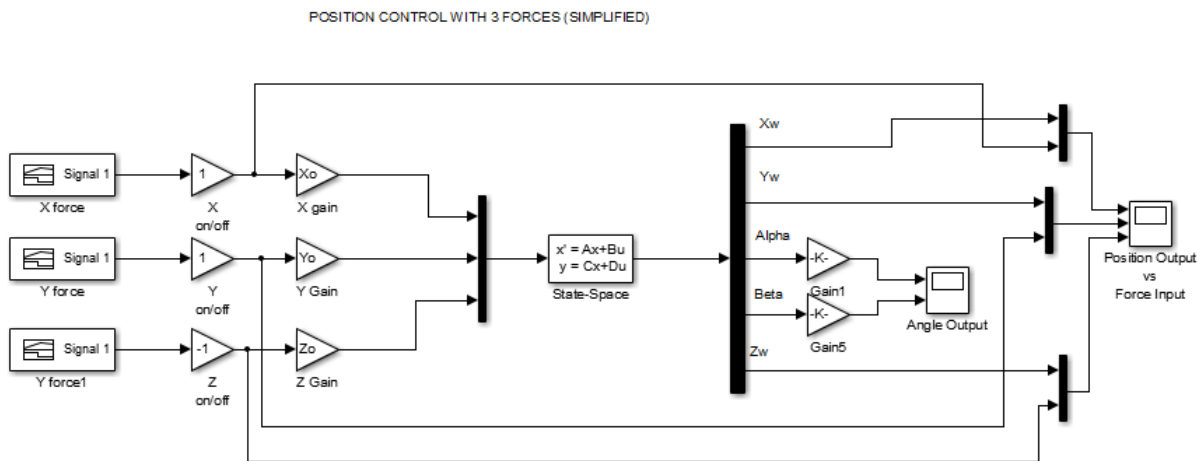 POSITION CONTROL WITH 3 FORCES (SIMPLIFIED)
Signal 1
X force
1
X
on/off
Xo
X gain
Signal 1
Y force
1
Y
on/off
Yo
Y Gain
Signal 1
Y force1
-1
Z
on/off
Zo
Z Gain
x' = Ax+Bu
y = Cx+Du
State-Space
Xw
Yw
Alpha
-K-
Gain1
Beta
-K-
Gain5
Zw
Angle Output
Position Output
vs
Force Input